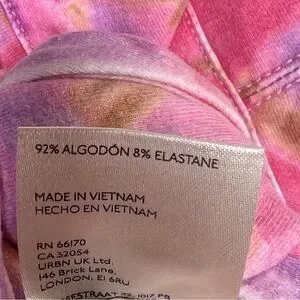 92% ALGODÓN 8% ELASTANE
MADE IN VIETNAM
HECHO EN VIETNAM
RN 66170
CA 32054
URBN UK Ltd.
146 Brick Lane,
LONDON, E1 6RU